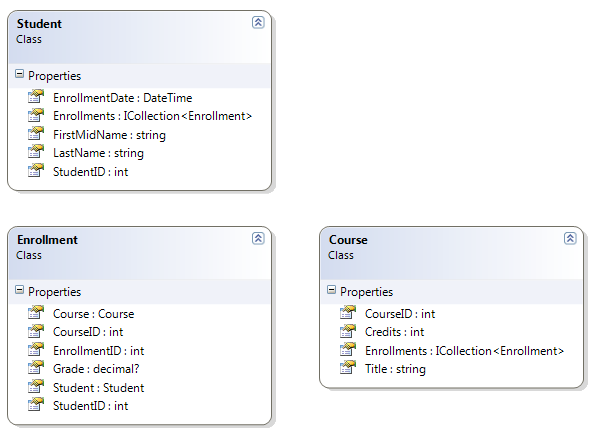 Student
Class
Properties
EnrollmentDate : DateTime
Enrollments : ICollection<Enrollment>
FirstMidName : string
LastName : string
StudentID : int
Enrollment
Class
Properties
Course : Course
CourseID : int
EnrollmentID : int
Grade : decimal?
Student : Student
StudentID : int
Course
Class
Properties
CourseID : int
Credits : int
Enrollments : ICollection<Enrollment>
Title : string